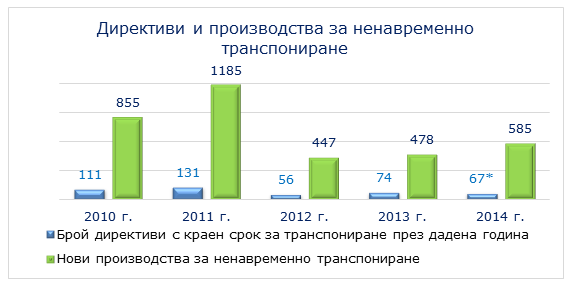 Директиви и производства за ненавременно
транспониране
1185
855
585
478
447
131
111
74
67*
56
2010 г.
2011 г.
2012 г.
2013 г.
2014 г.
Брой директиви с краен срок за транспониране през дадена година
Нови производства за ненавременно транспониране